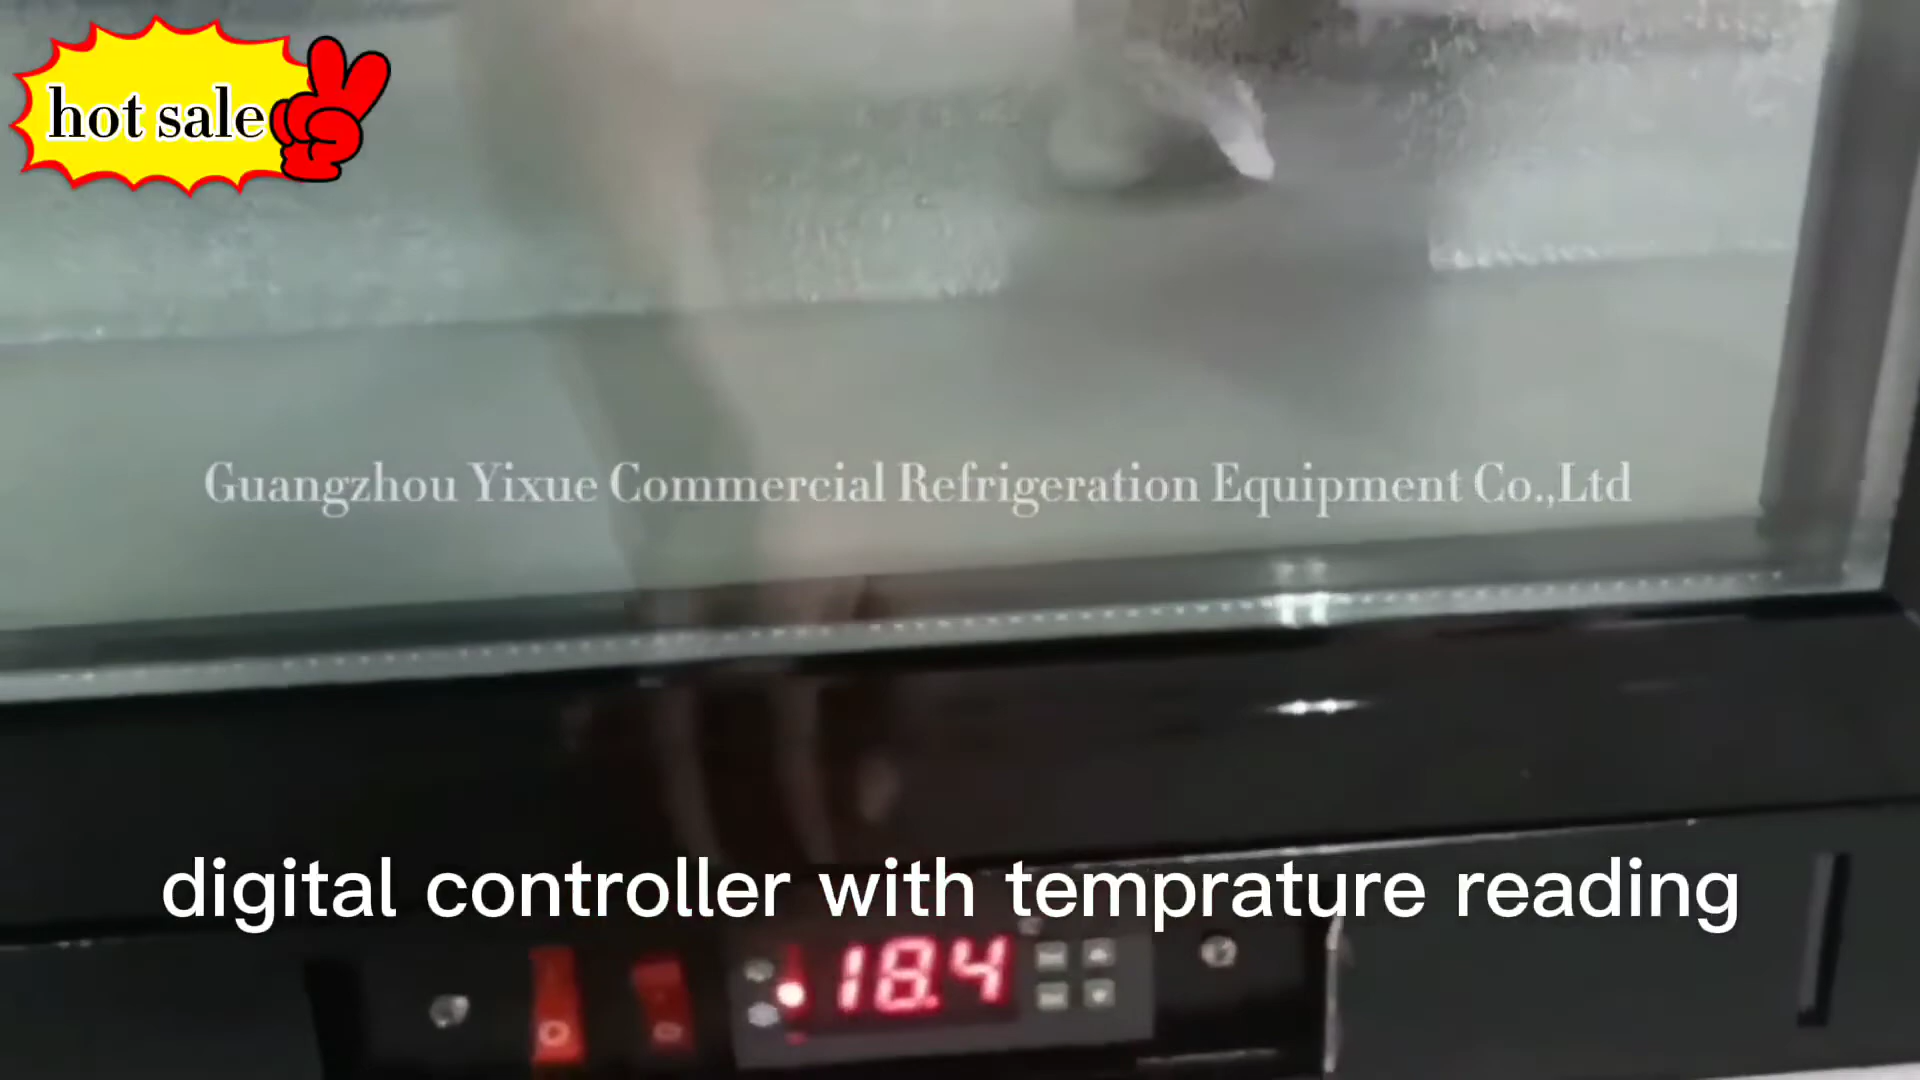 hot sale
Guangzhou Yixue Commercial Refrigeration Equipment Co.,Ltd
digital controller with temprature reading
18.4